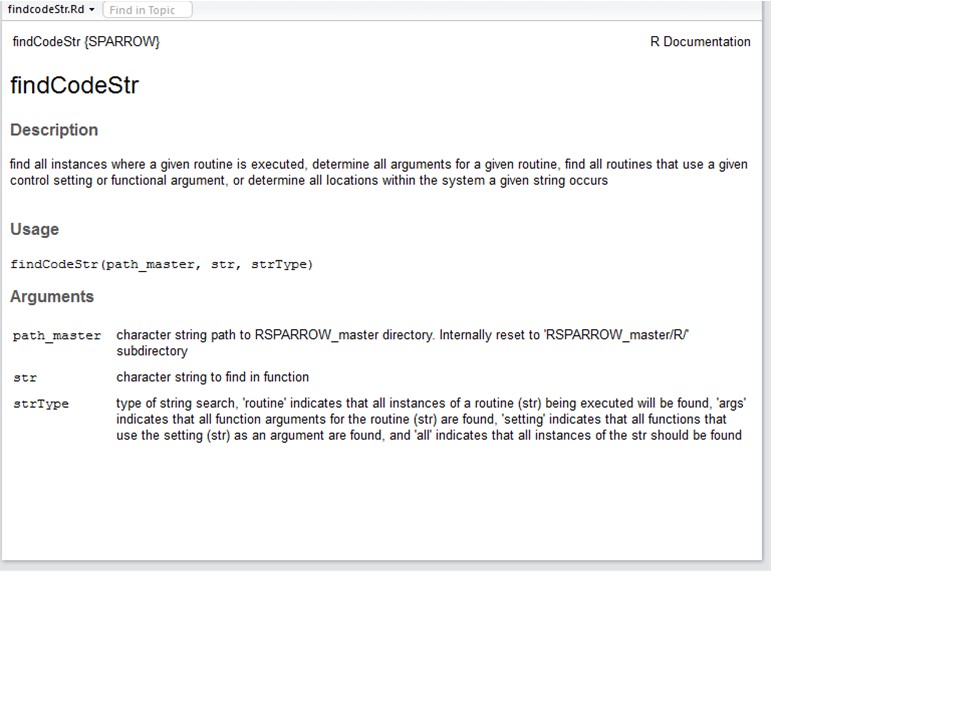 findcodeStr.Rd Find in Topic
findCodeStr {SPARROW} R Documentation
findCodeStr
Description
find all instances where a given routine is executed, determine all arguments for a given routine, find all routines that use a given
control setting or functional argument, or determine all locations within the system a given string occurs
Usage
findCodeStr(path_master, str, strType)
Arguments
path_master character string path to RSPARROW_master directory. Internally reset to 'RSPARROW_master/R/'
subdirectory
str character string to find in function
strType type of string search, 'routine' indicates that all instances of a routine (str) being executed will be found, 'args'
indicates that all function arguments for the routine (str) are found, 'setting' indicates that all functions that
use the setting (str) as an argument are found, and 'all' indicates that all instances of the str should be found